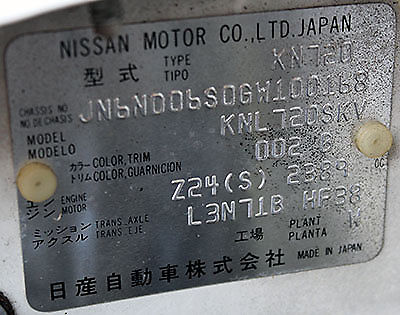 NISSAN MOTOR CO., LTD. JAPAN
型式 TYPE TIPO KN720
CHASSIS NO NO DE CHASIS JN6ND06S0GW100168
MODEL MODELO KNL720SKV
カラー COLOR, TRIM トリム COLOR, GUARNICION 002 G
エンジン ENGINE MOTOR Z24(S) 2389 CC
ミッション TRANS. AXLE アクスル TRANS. EJE L3N71B HF38
工場 PLANT PLANTA K
日産自動車株式会社 MADE IN JAPAN